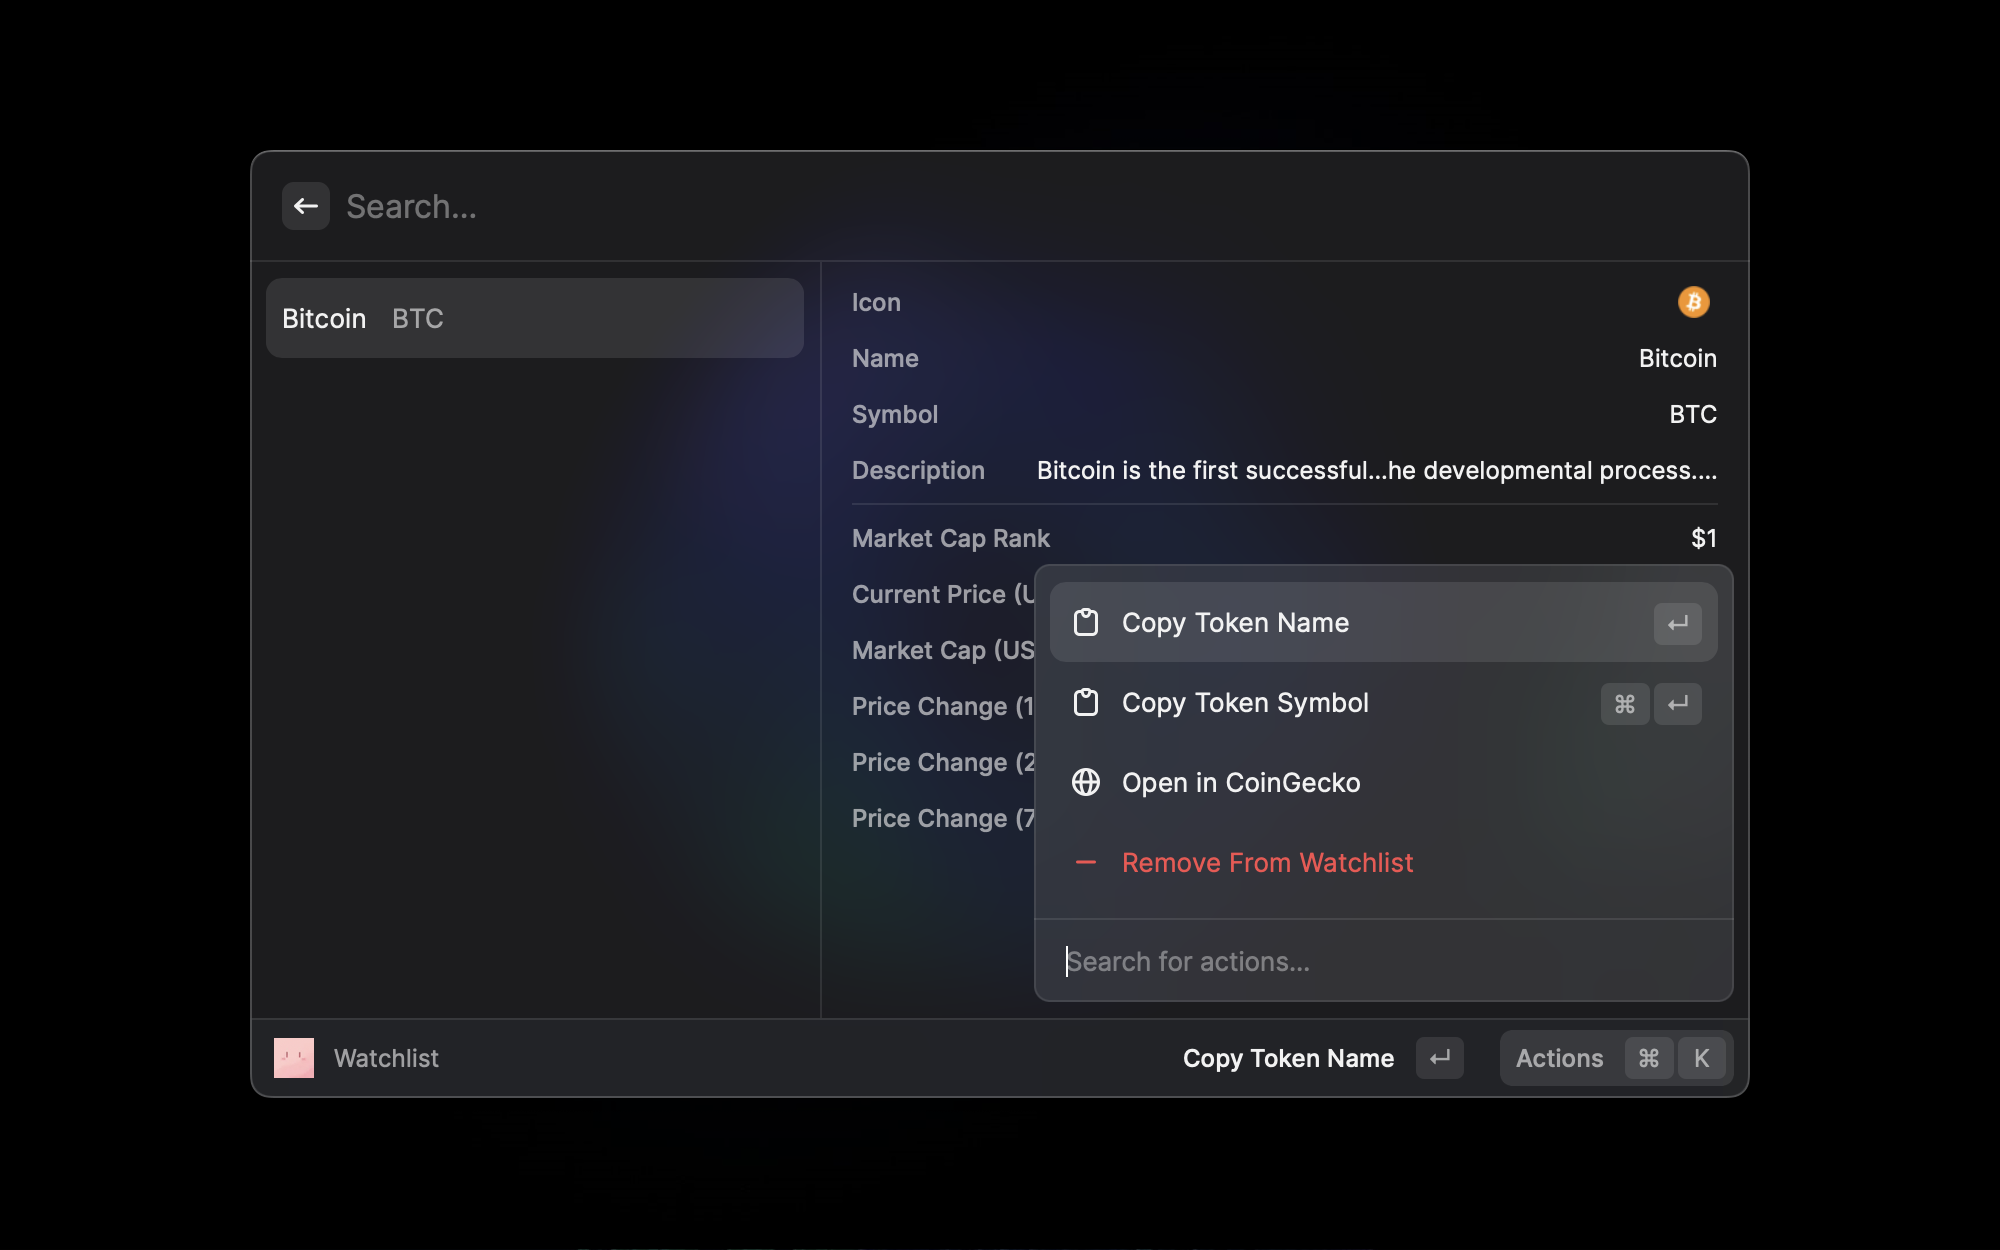 Search...
Bitcoin BTC
Icon
Name Bitcoin
Symbol BTC
Description Bitcoin is the first successful...he developmental process....
Market Cap Rank $1
Current Price (U
Market Cap (US
Price Change (1
Price Change (2
Price Change (7
Copy Token Name
Copy Token Symbol ⌘
Open in CoinGecko
Remove From Watchlist
Search for actions...
Watchlist Copy Token Name Actions ⌘ K